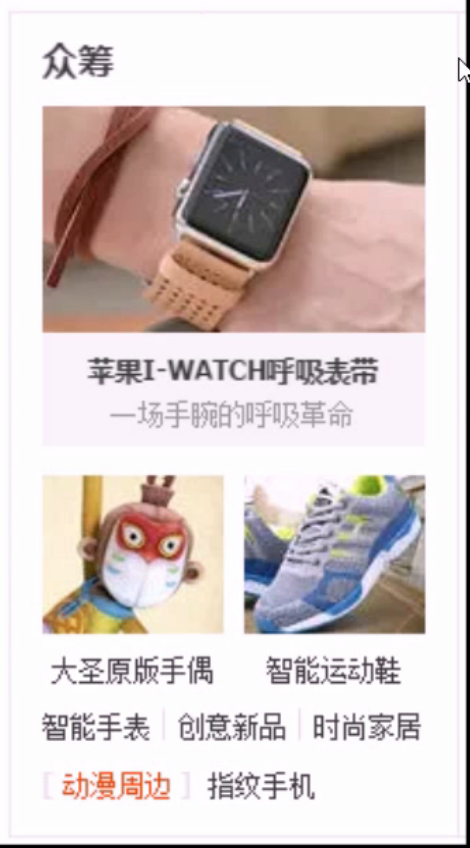 众筹
苹果I-WATCH呼吸表带
一场手腕的呼吸革命
大圣原版手偶 智能运动鞋
智能手表 | 创意新品 | 时尚家居
[ 动漫周边 ] 指纹手机